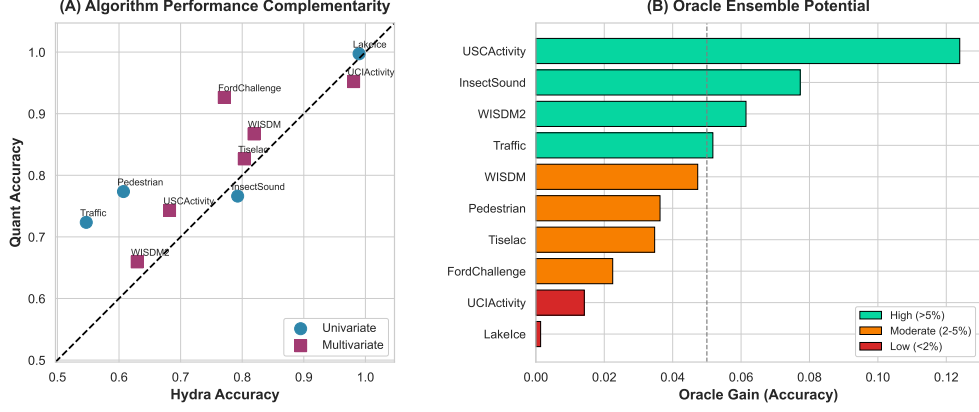 (A) Algorithm Performance Complementarity
1.0
0.9
0.8
0.7
0.6
0.5
Quant Accuracy
LakeIce
UCIActivity
FordChallenge
WISDM
Tiselac
InsectSound
Pedestrian
USCActivity
Traffic
WISDM2
Univariate
Multivariate
0.5 0.6 0.7 0.8 0.9 1.0
Hydra Accuracy
(B) Oracle Ensemble Potential
USCActivity
InsectSound
WISDM2
Traffic
WISDM
Pedestrian
Tiselac
FordChallenge
UCIActivity
LakeIce
High (>5%)
Moderate (2-5%)
Low (<2%)
0.00 0.02 0.04 0.06 0.08 0.10 0.12
Oracle Gain (Accuracy)